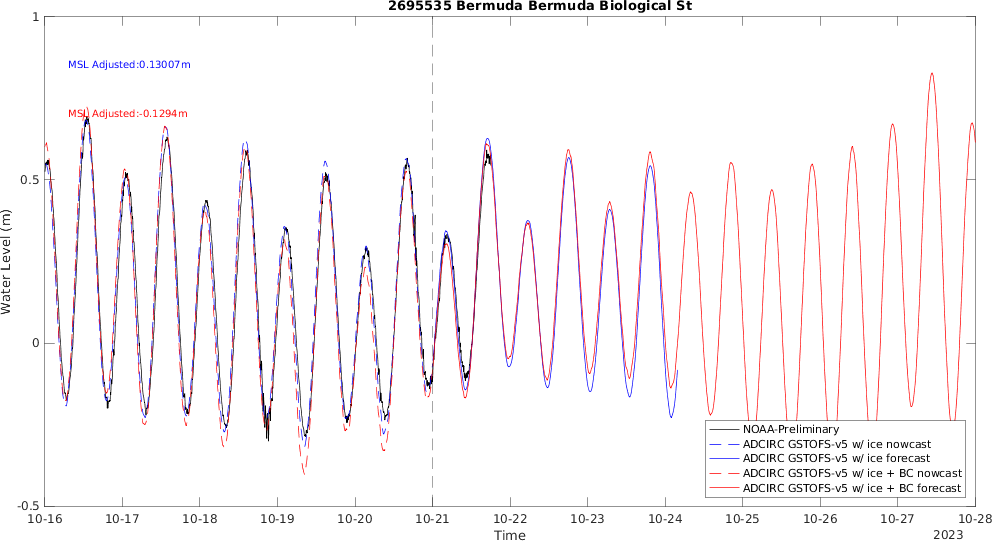 2695535 Bermuda Bermuda Biological St
MSL Adjusted:0.13007m
MSL Adjusted:-0.1294m
Water Level (m)
1
0.5
0
-0.5
10-16 10-17 10-18 10-19 10-20 10-21 10-22 10-23 10-24 10-25 10-26 10-27 10-28
Time
2023
NOAA-Preliminary
ADCIRC GSTOFS-v5 w/ ice nowcast
ADCIRC GSTOFS-v5 w/ ice forecast
ADCIRC GSTOFS-v5 w/ ice + BC nowcast
ADCIRC GSTOFS-v5 w/ ice + BC forecast